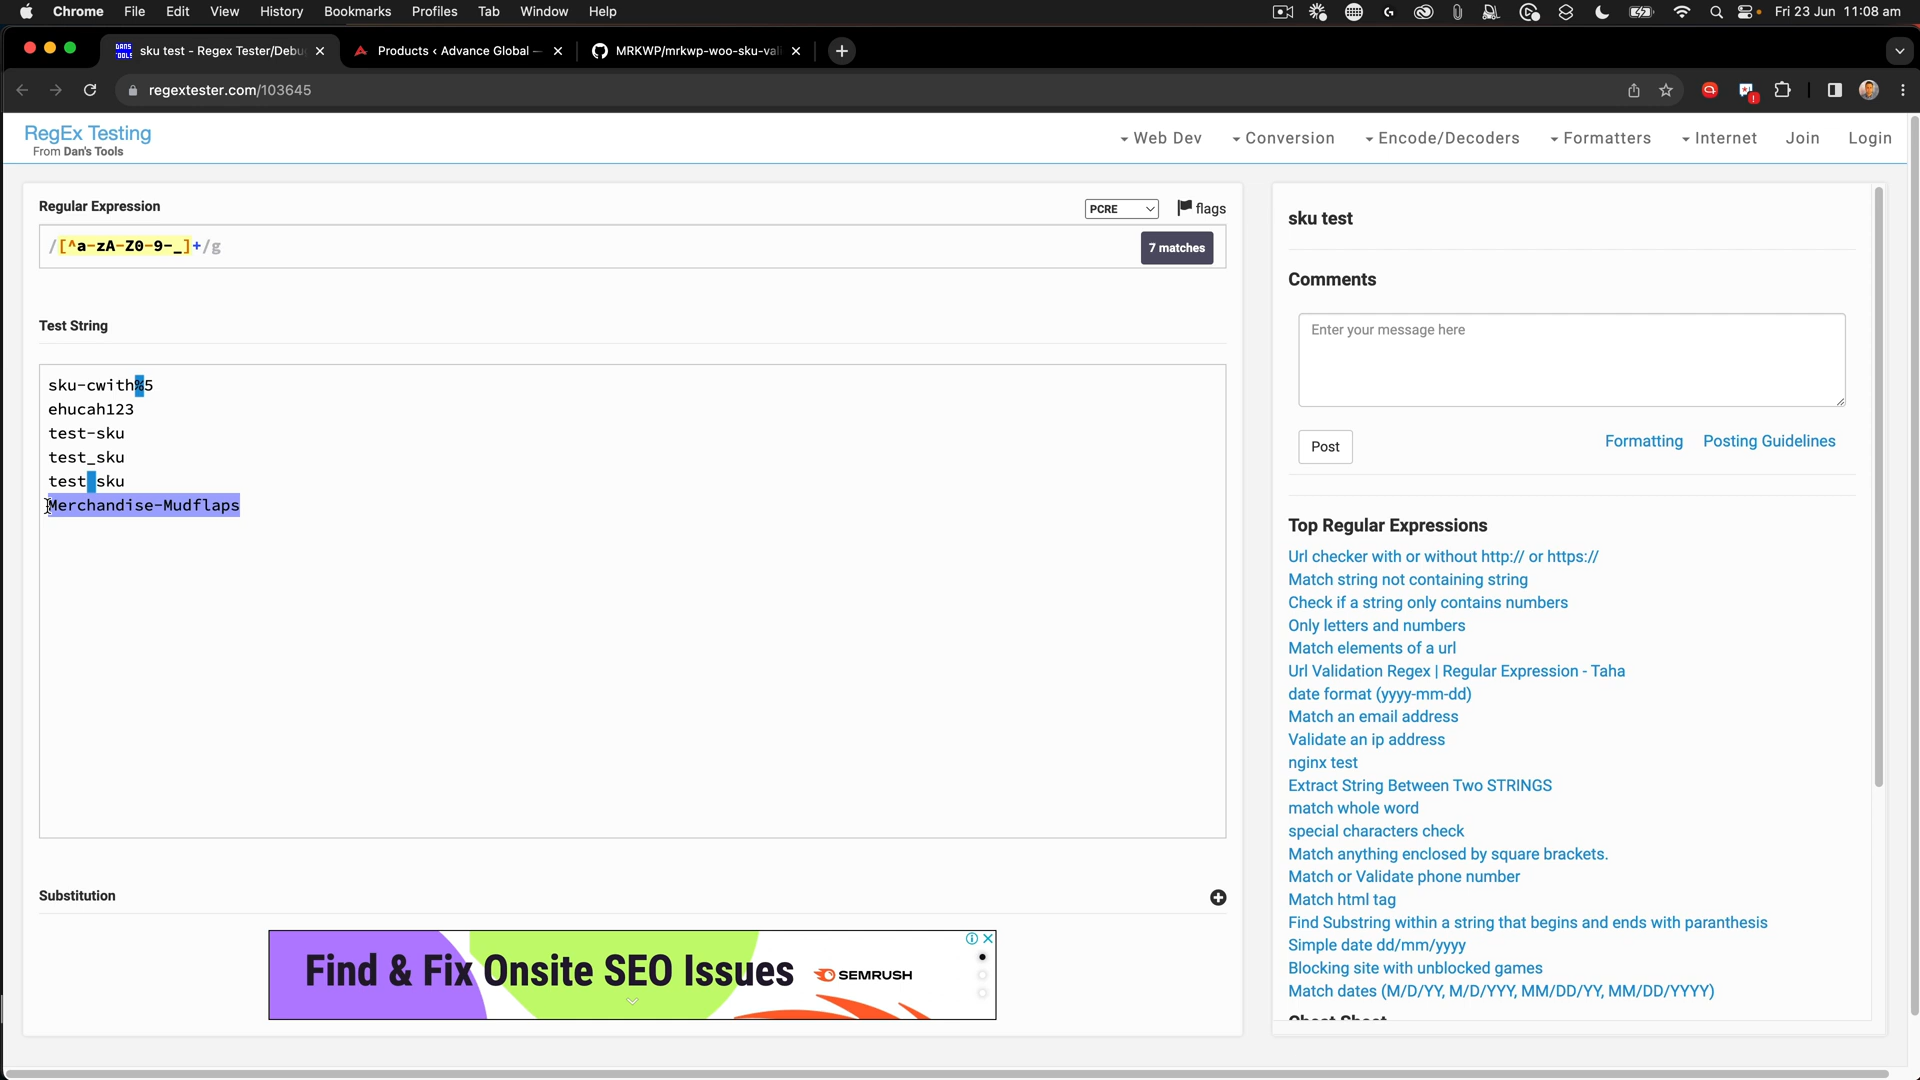 Chrome File Edit View History Bookmarks Profiles Tab Window Help Fri 23 Jun 11:08 am
sku test - Regex Tester/Debu Products ‹ Advance Global — MRKWP/mrkwp-woo-sku-vali
regextester.com/103645
RegEx Testing
From Dan's Tools
Web Dev Conversion Encode/Decoders Formatters Internet Join Login
Regular Expression
PCRE flags
/[^a-zA-Z0-9-_]+/g
7 matches
Test String
sku-cwith%5
ehucah123
test-sku
test_sku
test sku
Merchandise-Mudflaps
Substitution
Find & Fix Onsite SEO Issues
SEMRUSH
sku test
Comments
Enter your message here
Post
Formatting Posting Guidelines
Top Regular Expressions
Url checker with or without http:// or https://
Match string not containing string
Check if a string only contains numbers
Only letters and numbers
Match elements of a url
Url Validation Regex | Regular Expression - Taha
date format (yyyy-mm-dd)
Match an email address
Validate an ip address
nginx test
Extract String Between Two STRINGS
match whole word
special characters check
Match anything enclosed by square brackets.
Match or Validate phone number
Match html tag
Find Substring within a string that begins and ends with paranthesis
Simple date dd/mm/yyyy
Blocking site with unblocked games
Match dates (M/D/YY, M/D/YYY, MM/DD/YY, MM/DD/YYYY)
Cheat Sheet